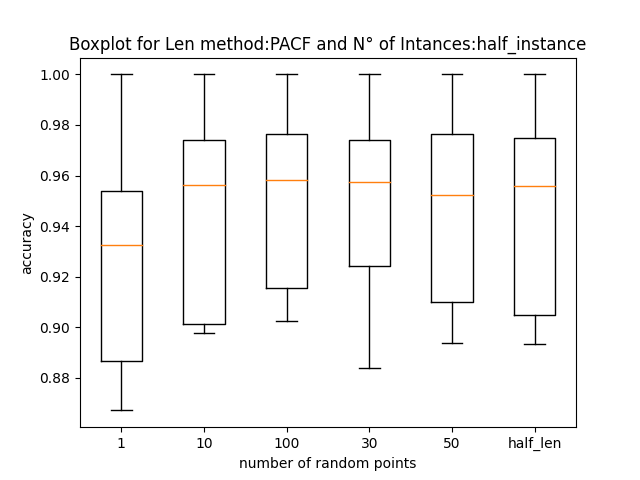 Boxplot for Len method:PACF and N° of Intances:half_instance
1.00
0.98
0.96
0.94
0.92
0.90
0.88
accuracy
1 10 100 30 50 half_len
number of random points